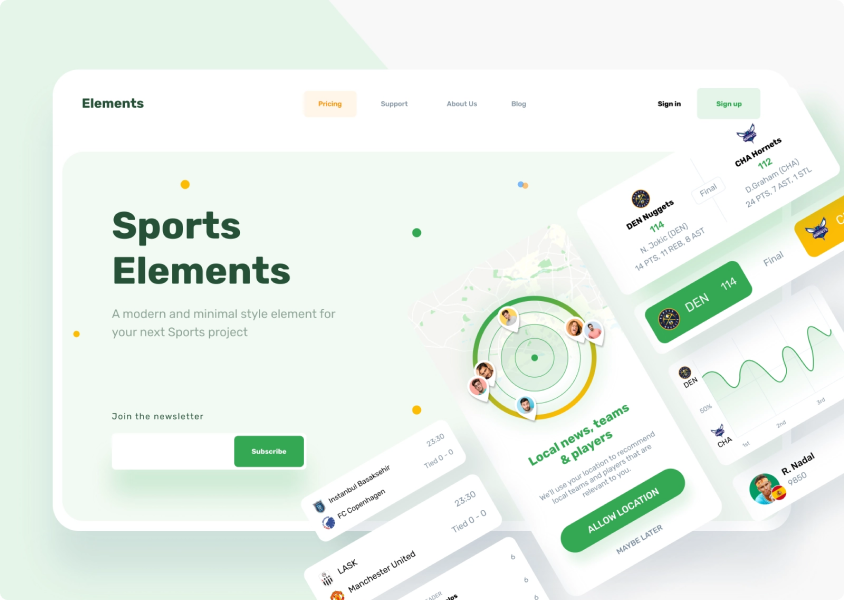 Elements
Pricing
Support
About Us
Blog
Sign in
Sign up
Sports
Elements
A modern and minimal style element for
your next Sports project
Join the newsletter
Subscribe
CHA Hornets
112
D.Graham (CHA)
24 PTS, 7 AST, 1 STL
Final
DEN Nuggets
114
N. Jokic (DEN)
14 PTS, 11 REB, 8 AST
DEN
114
Final
C
DEN
50%
CHA
1st
2nd
3rd
R. Nadal
9850
Local news, teams
& players
We'll use your location to recommend
local teams and players that are
relevant to you.
ALLOW LOCATION
MAYBE LATER
23:30
Instanbul Basaksehir
FC Copenhagen
Tied 0 - 0
23:30
LASK
Tied 0 - 0
Manchester United
6
6
6